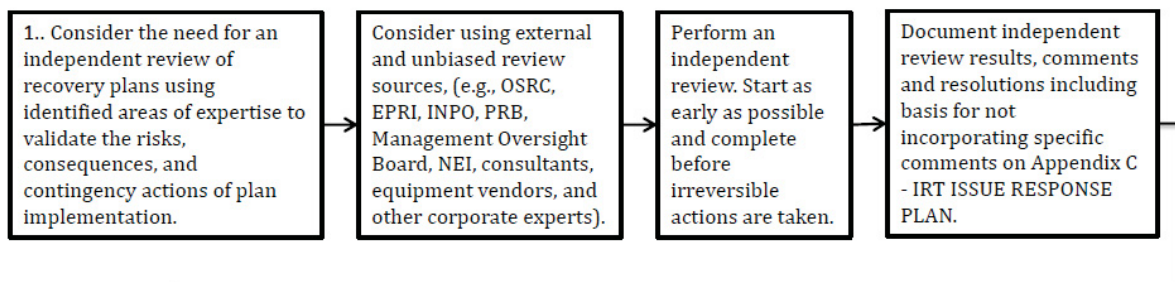 1.. Consider the need for an
independent review of
recovery plans using
identified areas of expertise to
validate the risks,
consequences, and
contingency actions of plan
implementation.
Consider using external
and unbiased review
sources, (e.g., OSRC,
EPRI, INPO, PRB,
Management Oversight
Board, NEI, consultants,
equipment vendors, and
other corporate experts).
Perform an
independent
review. Start as
early as possible
and complete
before
irreversible
actions are taken.
Document independent
review results, comments
and resolutions including
basis for not
incorporating specific
comments on Appendix C
- IRT ISSUE RESPONSE
PLAN.